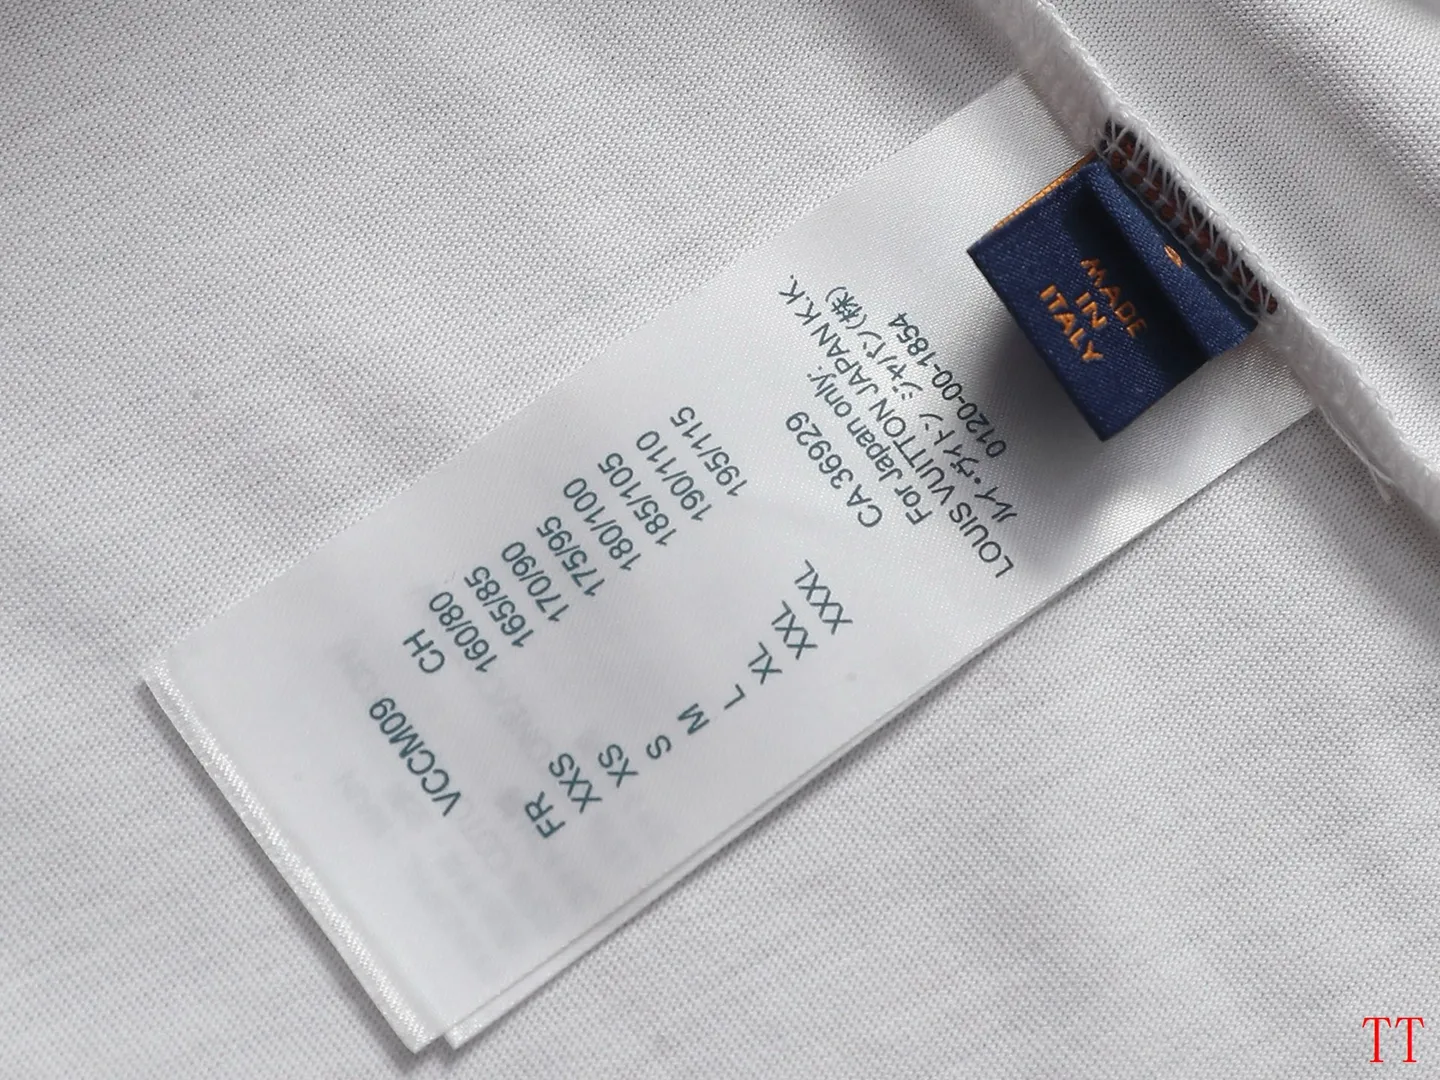 MADE
IN
ITALY
VCCM09
FR CH
XXS 160/80
XS 165/85
S 170/90
M 175/95
L 180/100
XL 185/105
XXL 190/110
XXXL 195/115
CA 36929
For Japan only:
LOUIS VUITTON JAPAN K.K.
ルイ・ヴィトン ジャパン(株)
0120-00-1854
TT